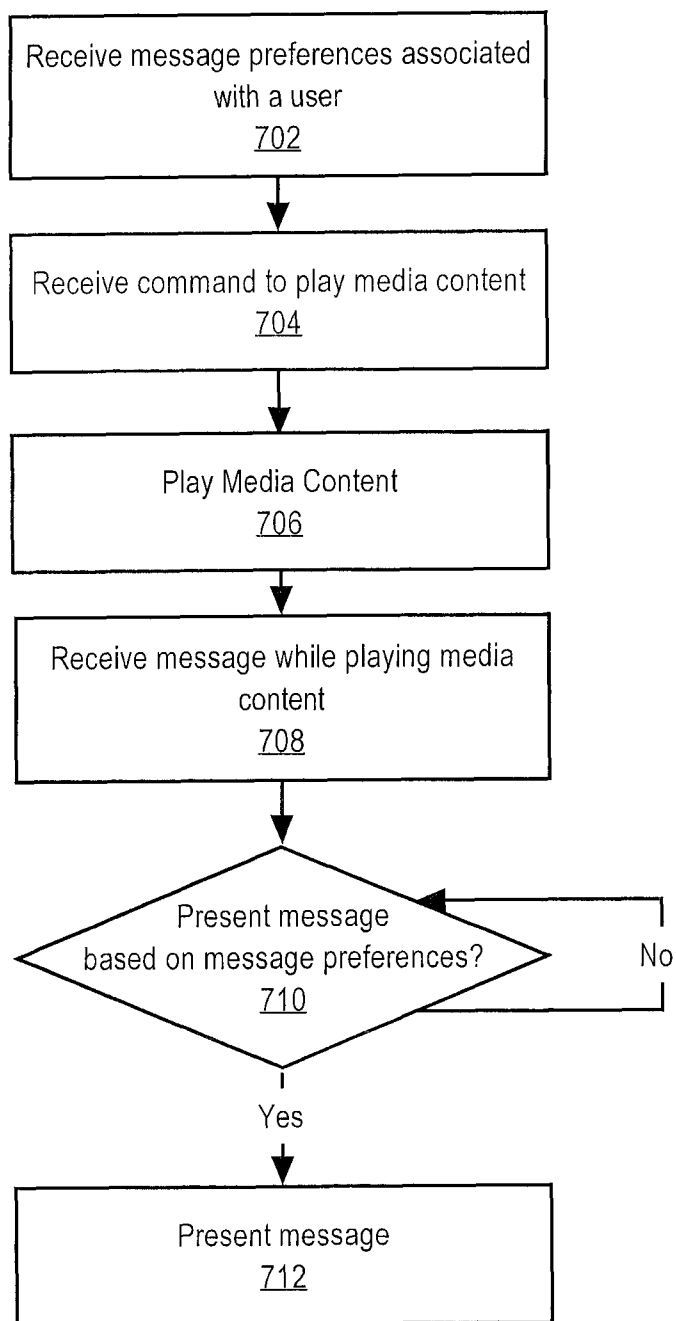 Receive message preferences associated
with a user
702
Receive command to play media content
704
Play Media Content
706
Receive message while playing media
content
708
Present message
based on message preferences?
710
No
Yes
Present message
712